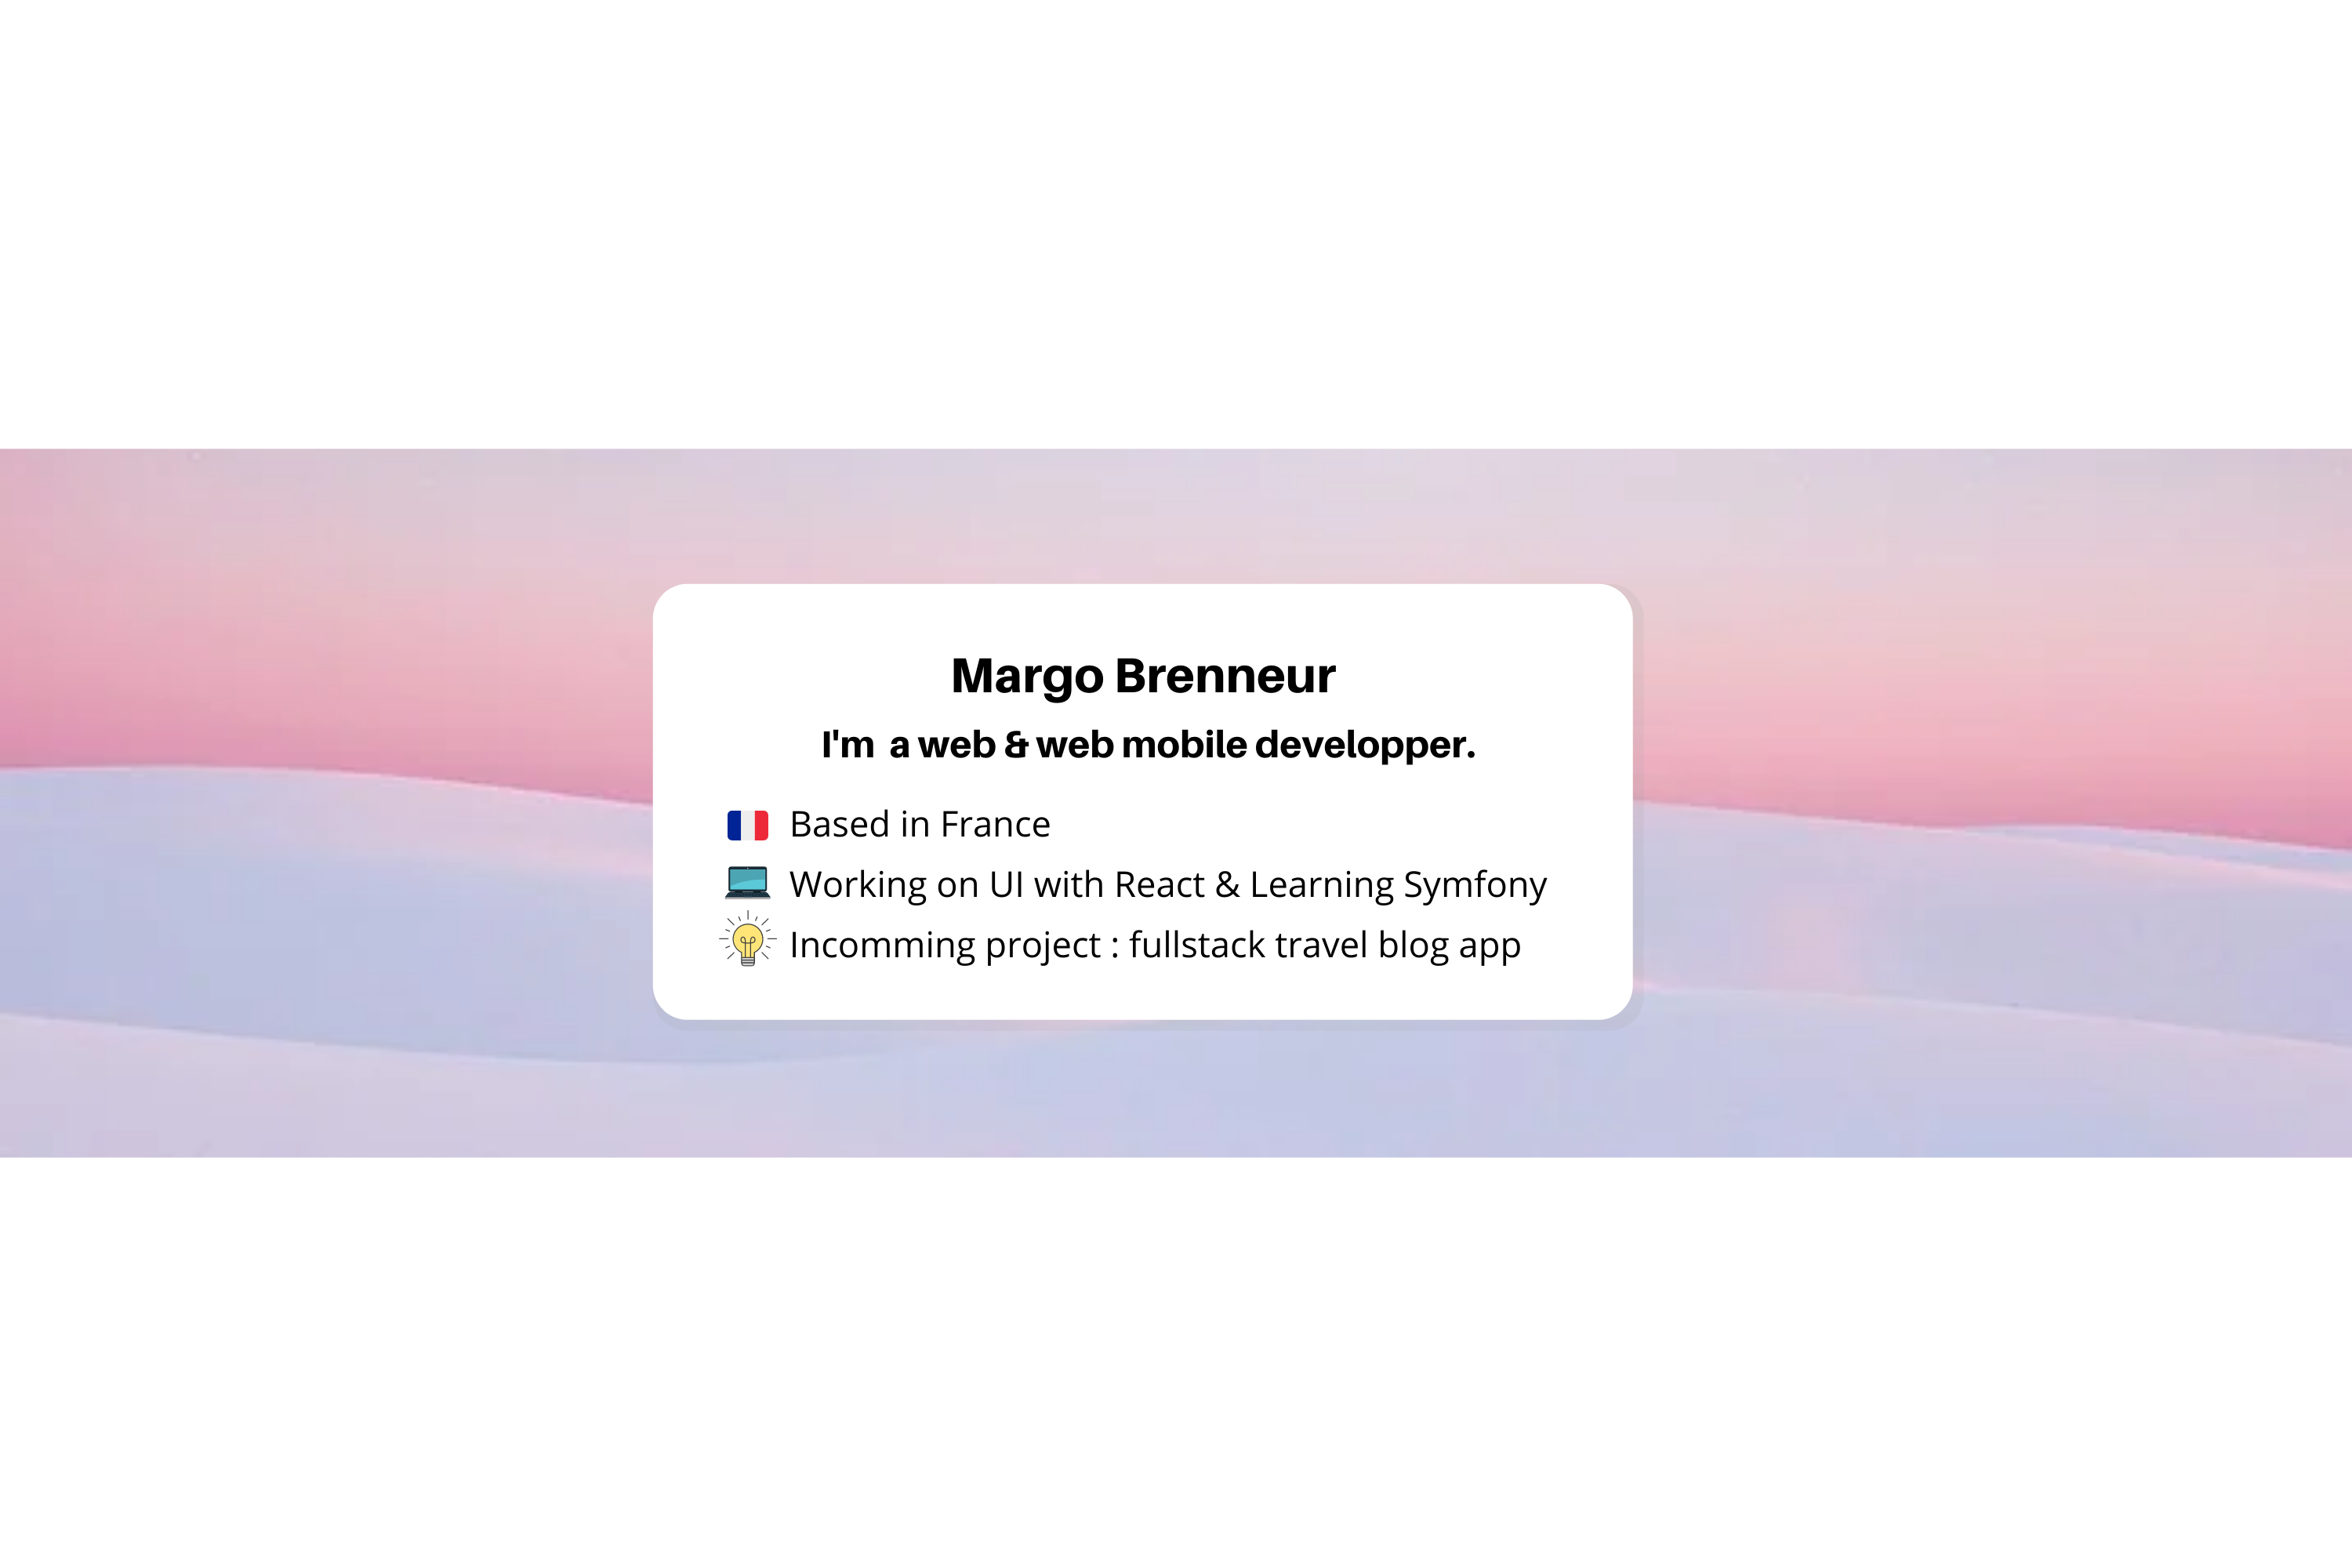 Margo Brenneur
I'm  a web & web mobile developper.
Based in France
Working on UI with React & Learning Symfony
Incomming project : fullstack travel blog app